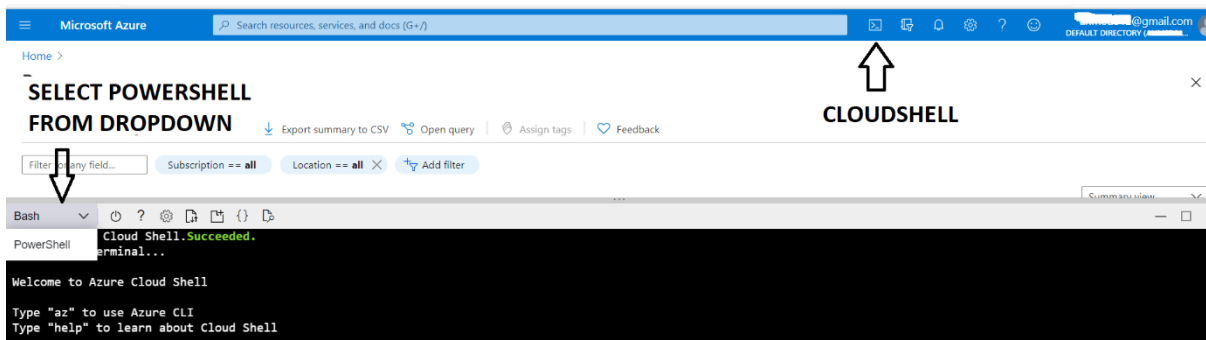 Microsoft Azure
Search resources, services, and docs (G+/)
@gmail.com
DEFAULT DIRECTORY
Home >
SELECT POWERSHELL
FROM DROPDOWN
CLOUDSHELL
Export summary to CSV
Open query
Assign tags
Feedback
Filter any field...
Subscription == all
Location == all
Add filter
Summary view
Bash
PowerShell
Cloud Shell.Succeeded.
erminal...
Welcome to Azure Cloud Shell
Type "az" to use Azure CLI
Type "help" to learn about Cloud Shell